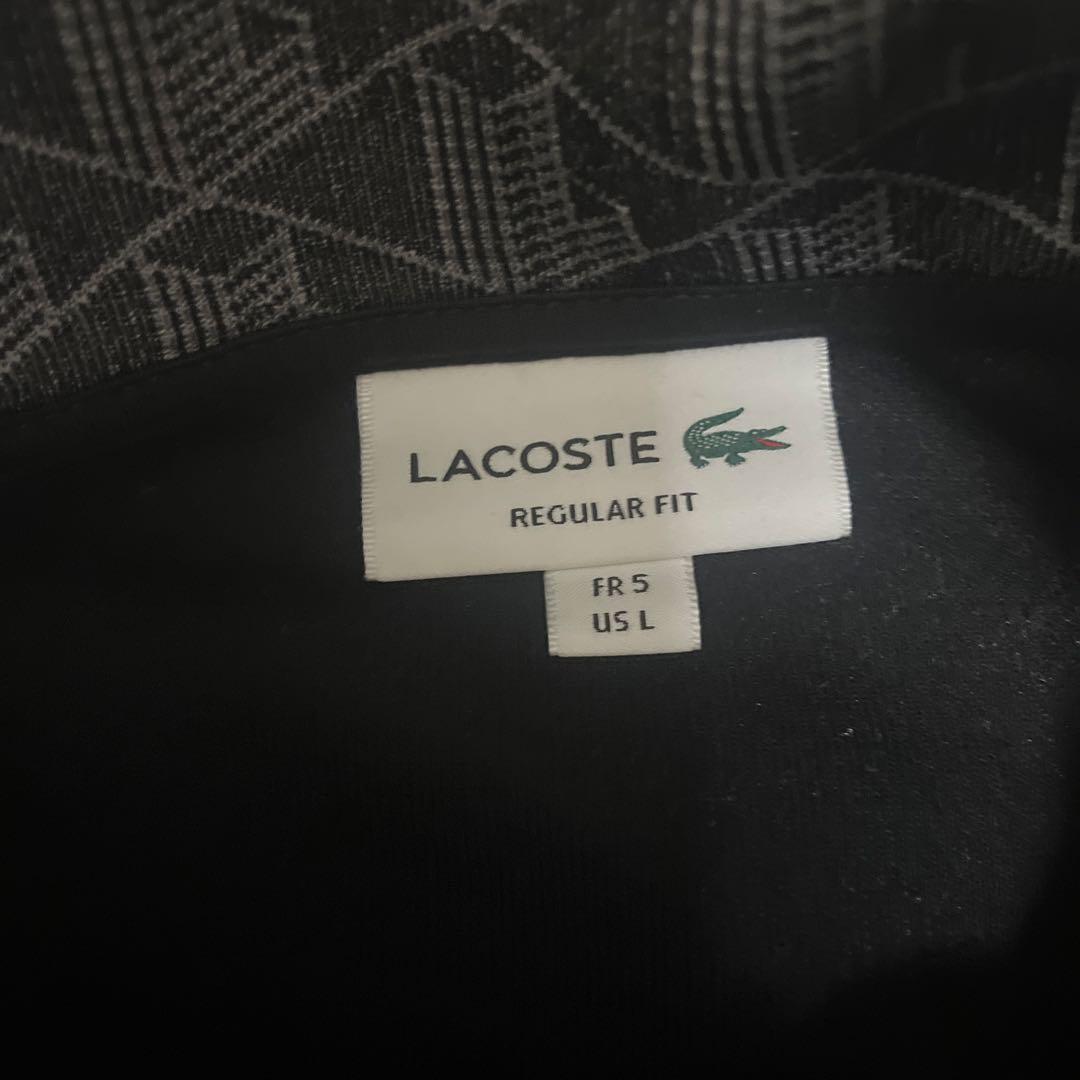 LACOSTE
REGULAR FIT
FR 5
US L